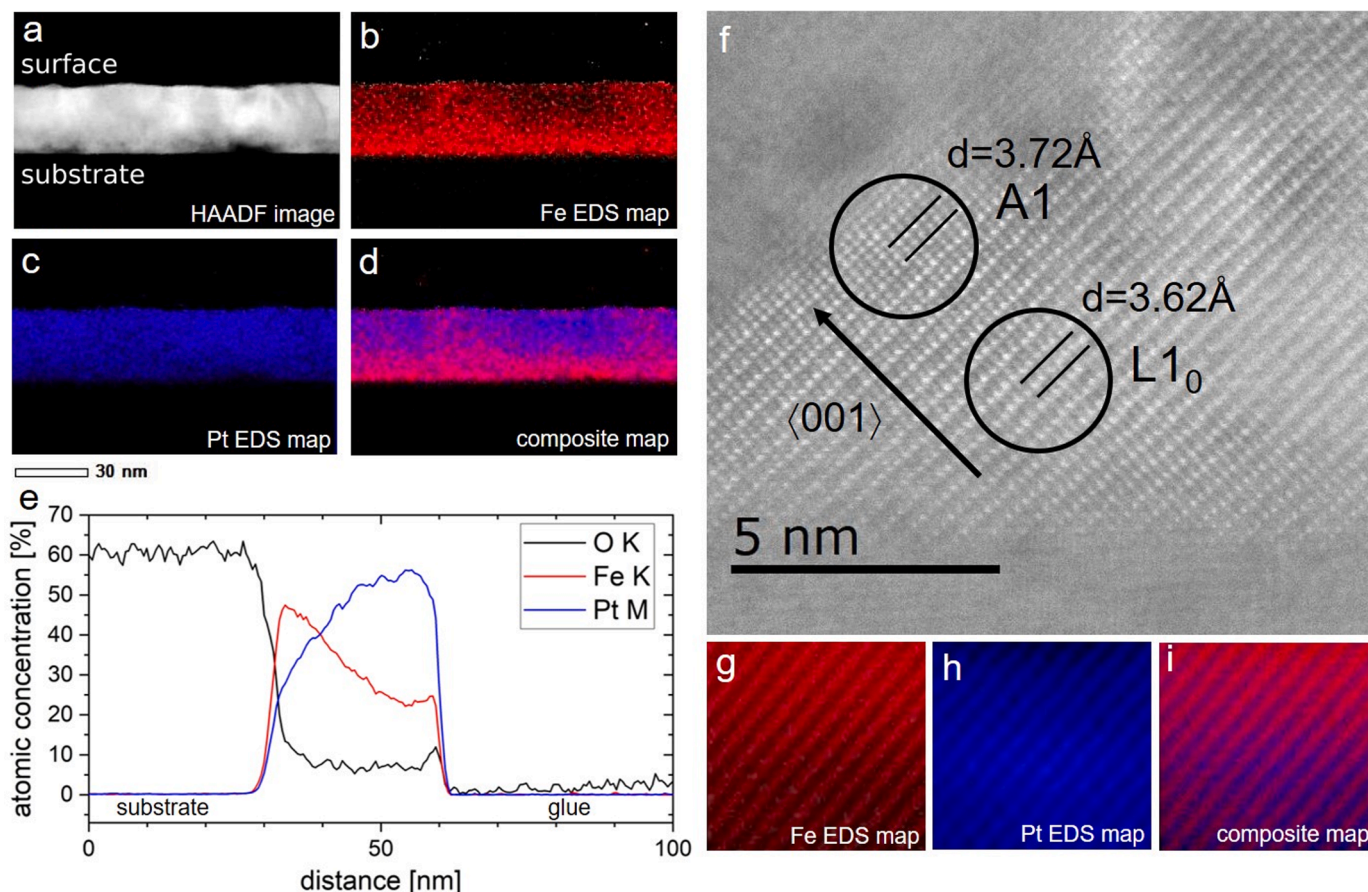 a
surface
substrate
HAADF image
b
Fe EDS map
c
Pt EDS map
d
composite map
30 nm
e
atomic concentration [%]
70
60
50
40
30
20
10
0
O K
Fe K
Pt M
substrate
glue
0
50
100
distance [nm]
f
d=3.72Å
A1
d=3.62Å
L1₀
⟨001⟩
5 nm
g
Fe EDS map
h
Pt EDS map
i
composite map